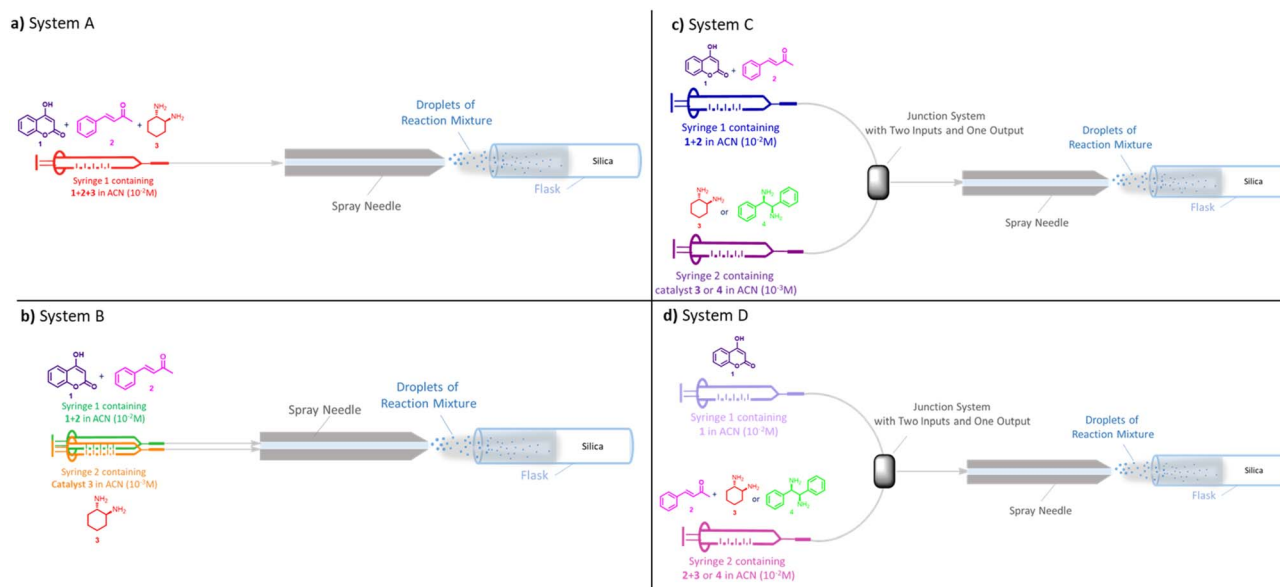 a) System A
OH
O
O
1
+
O
2
+
NH2
NH2
3
Syringe 1 containing
1+2+3 in ACN (10-2M)
Spray Needle
Droplets of
Reaction Mixture
Silica
Flask
b) System B
OH
O
O
1
+
O
2
Syringe 1 containing
1+2 in ACN (10-2M)
Syringe 2 containing
Catalyst 3 in ACN (10-3M)
NH2
NH2
3
Spray Needle
Droplets of
Reaction Mixture
Silica
Flask
c) System C
OH
O
O
1
+
O
2
Syringe 1 containing
1+2 in ACN (10-2M)
NH2
NH2
3
or
NH2
NH2
4
Syringe 2 containing
catalyst 3 or 4 in ACN (10-3M)
Junction System
with Two Inputs and One Output
Spray Needle
Droplets of
Reaction Mixture
Silica
Flask
d) System D
OH
O
O
1
Syringe 1 containing
1 in ACN (10-2M)
O
2
+
NH2
NH2
3
or
NH2
NH2
4
Syringe 2 containing
2+3 or 4 in ACN (10-2M)
Junction System
with Two Inputs and One Output
Spray Needle
Droplets of
Reaction Mixture
Silica
Flask